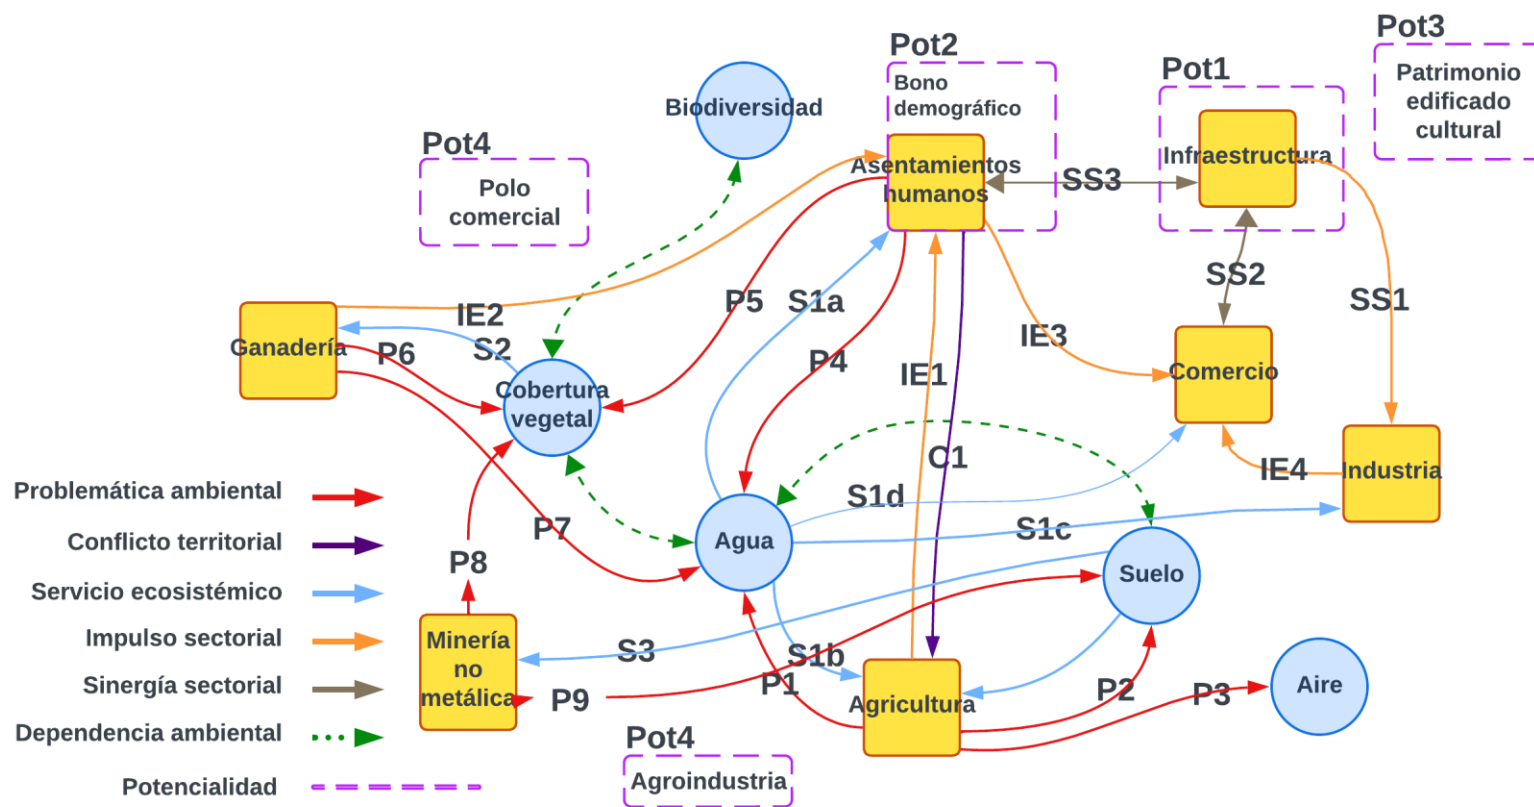 Pot3
Patrimonio
edificado
cultural
Pot2
Bono
demográfico
Pot1
Infraestructura
Biodiversidad
Pot4
Polo
comercial
Asentamientos
humanos
SS3
SS2
SS1
P5
S1a
IE2
IE3
Ganadería
S2
P6
P4
IE1
Comercio
Cobertura
vegetal
C1
IE4
Industria
S1d
S1c
P7
Agua
P8
Suelo
Problemática ambiental
Conflicto territorial
Servicio ecosistémico
Impulso sectorial
Sinergía sectorial
Dependencia ambiental
Potencialidad
Minería
no
metálica
S3
S1b
P1
P9
P2
P3
Aire
Agricultura
Pot4
Agroindustria